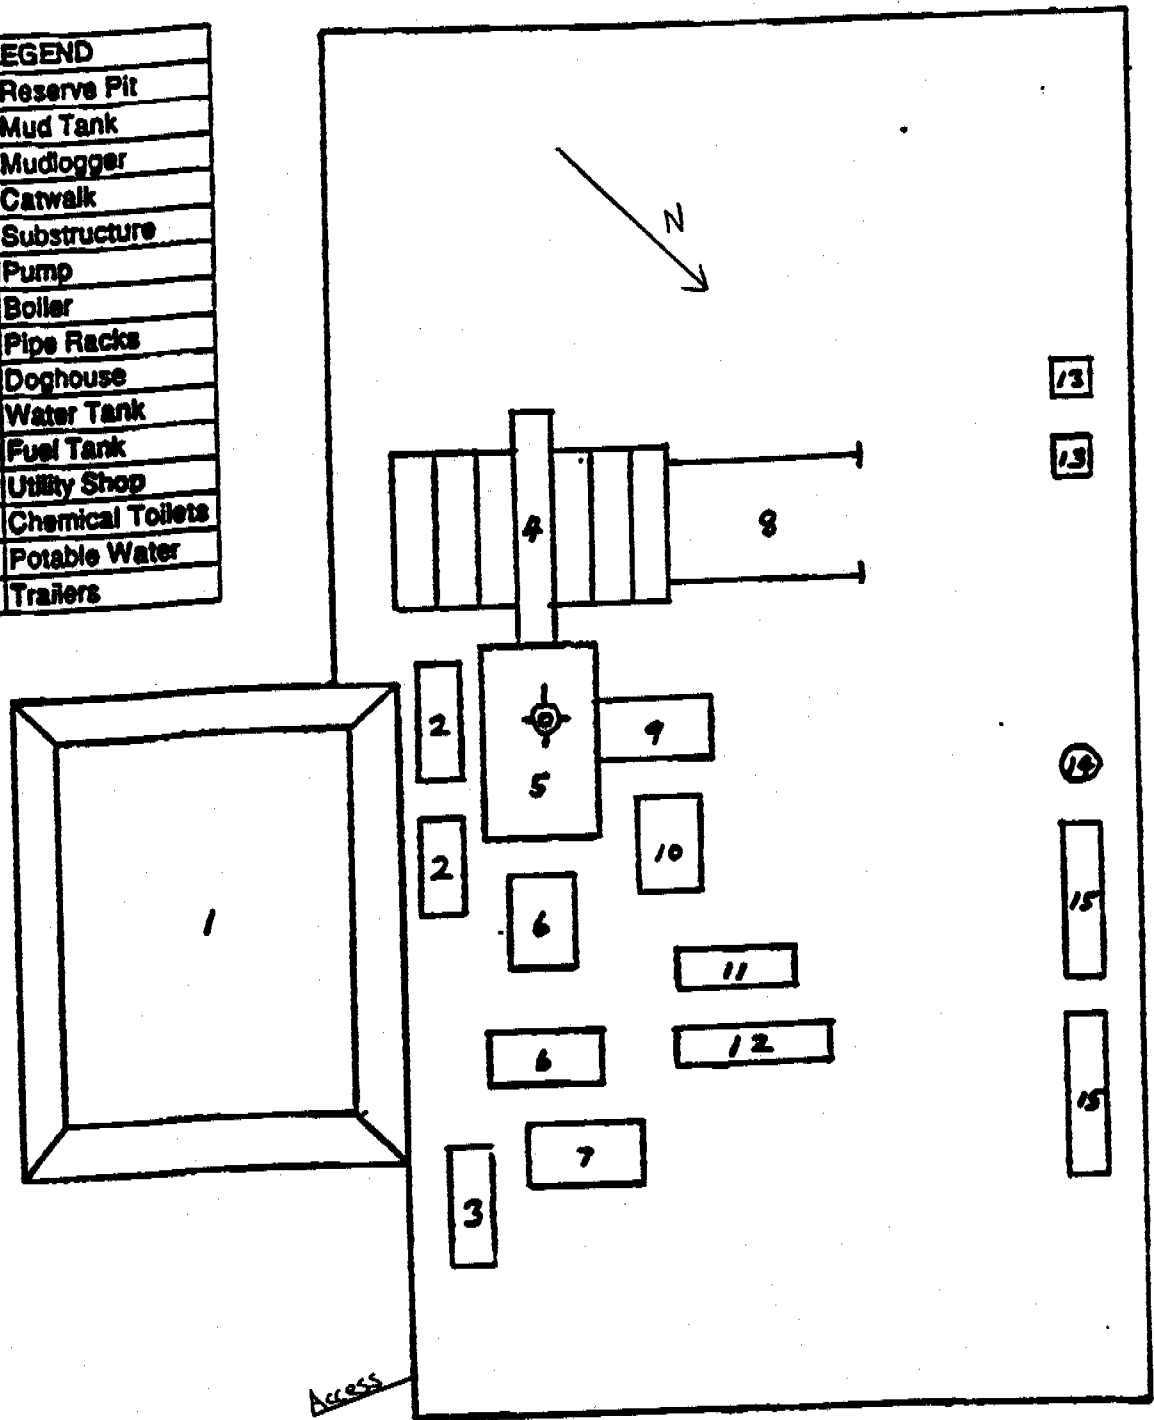 EGEND
Reserve Pit
Mud Tank
Mudlogger
Catwalk
Substructure
Pump
Boiler
Pipe Racks
Doghouse
Water Tank
Fuel Tank
Utility Shop
Chemical Toilets
Potable Water
Trailers
N
13
13
4
8
2
5
9
14
2
6
10
15
1
11
6
12
15
7
3
Access